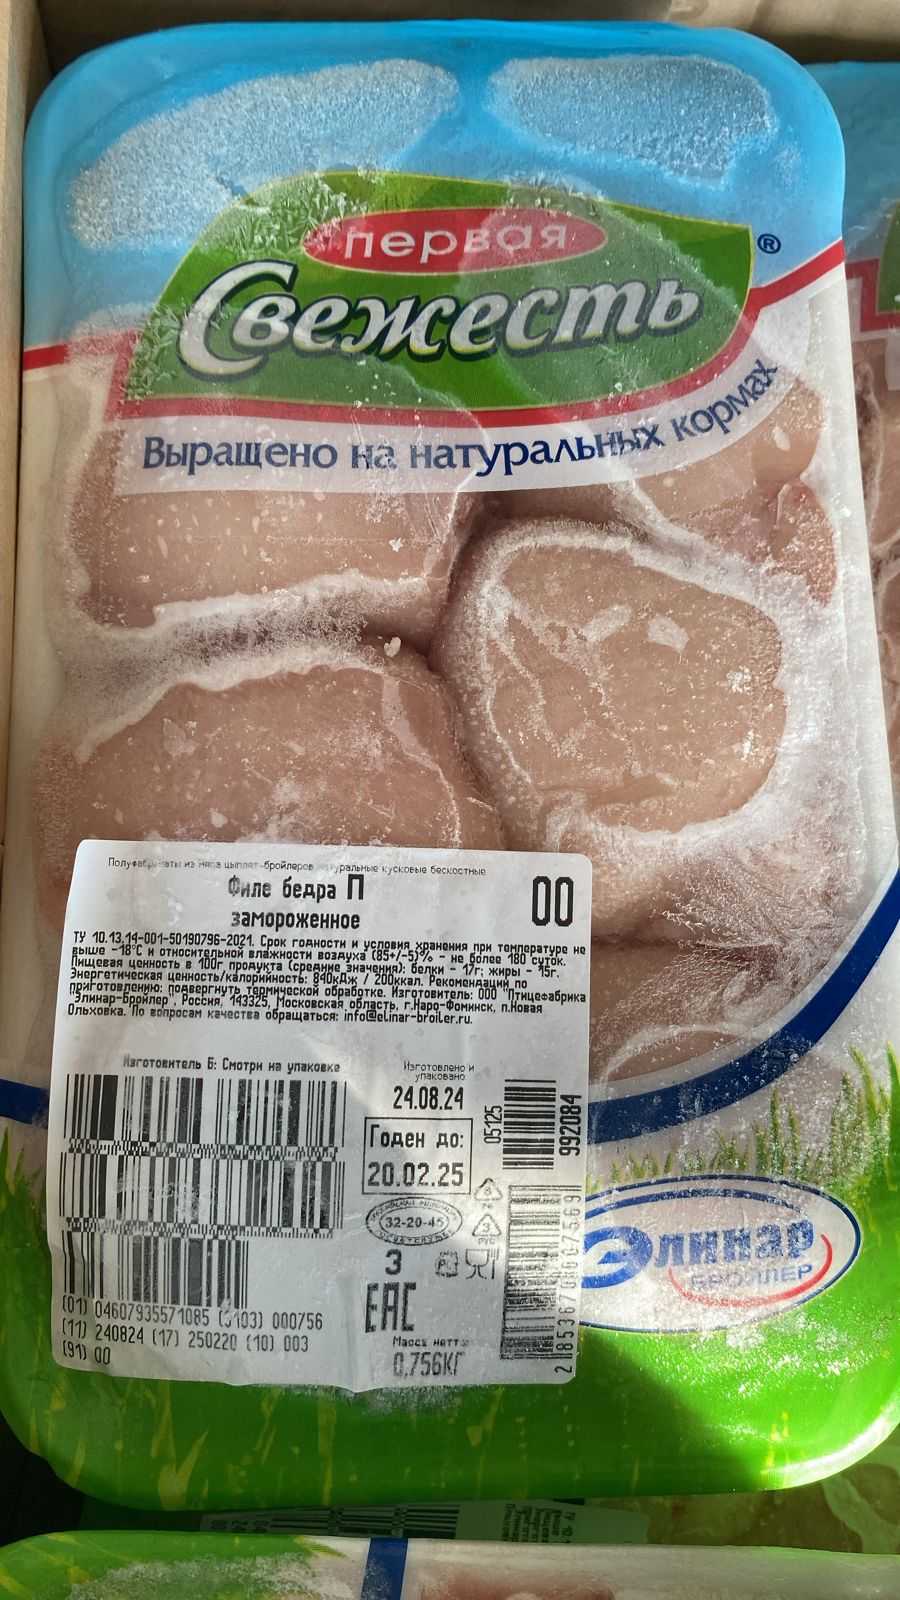 первая
Свежесть
®
Выращено на натуральных кормах
Полуфабрикаты из мяса цыплят-бройлеров натуральные кусковые бескостные
Филе бедра П
замороженное
00
ТУ 10.13.14-001-50190796-2021. Срок годности и условия хранения при температуре не
выше -18°С и относительной влажности воздуха (85+/-5)% - не более 180 суток.
Пищевая ценность в 100г продукта (средние значения): белки - 17г; жиры - 15г.
Энергетическая ценность/калорийность: 840кДж / 200ккал. Рекомендации по
приготовлению: подвергнуть термической обработке. Изготовитель: ООО "Птицефабрика
"Элинар-Бройлер", Россия, 143325, Московская область, г.Наро-Фоминск, п.Новая
Ольховка. По вопросам качества обращаться: info@elinar-broiler.ru.
Изготовитель Б: Смотри на упаковке
Изготовлено и
упаковано
24.08.24
Годен до:
20.02.25
05125
992084
32-20-45
3
EAC
Масса нетто
0,756КГ
2185367060607569
(01) 04607935571085 (3103) 000756
(11) 240824 (17) 250220 (10) 003
(91) 00
Элинар
БРОЙЛЕР